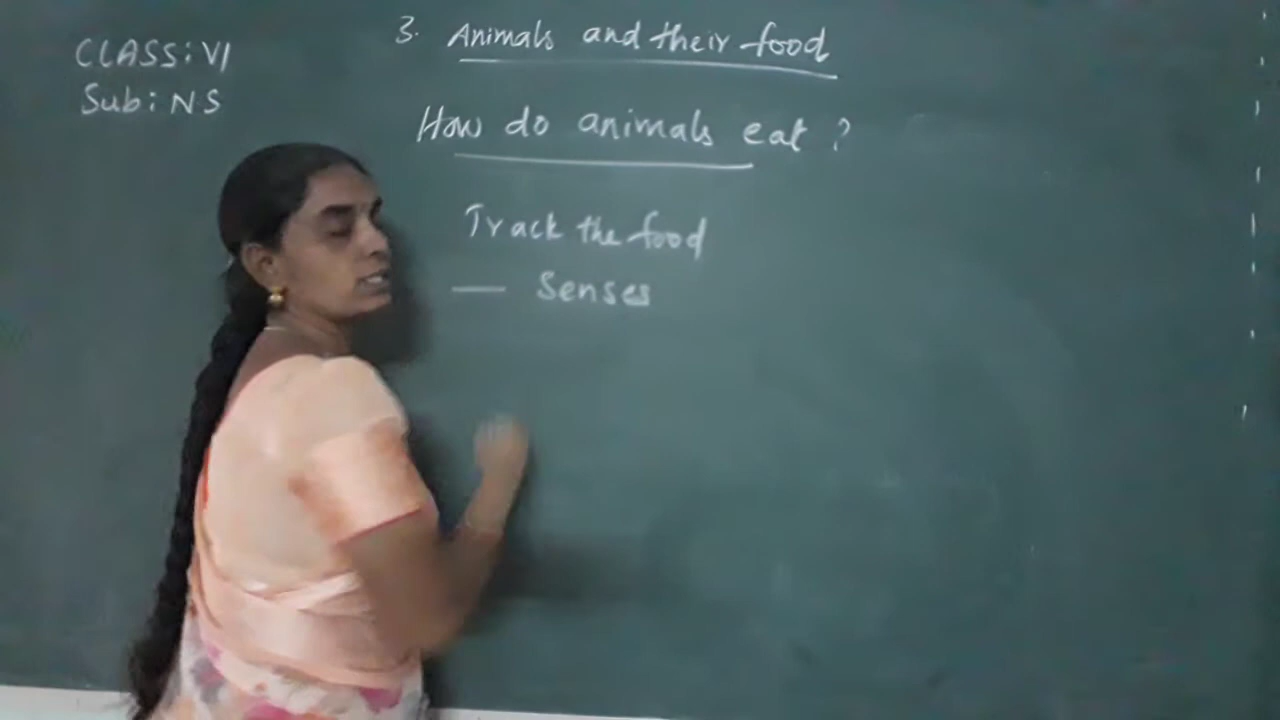 CLASS: VI
Sub: NS
3. Animals and their food
How do animals eat ?
Track the food
— Senses